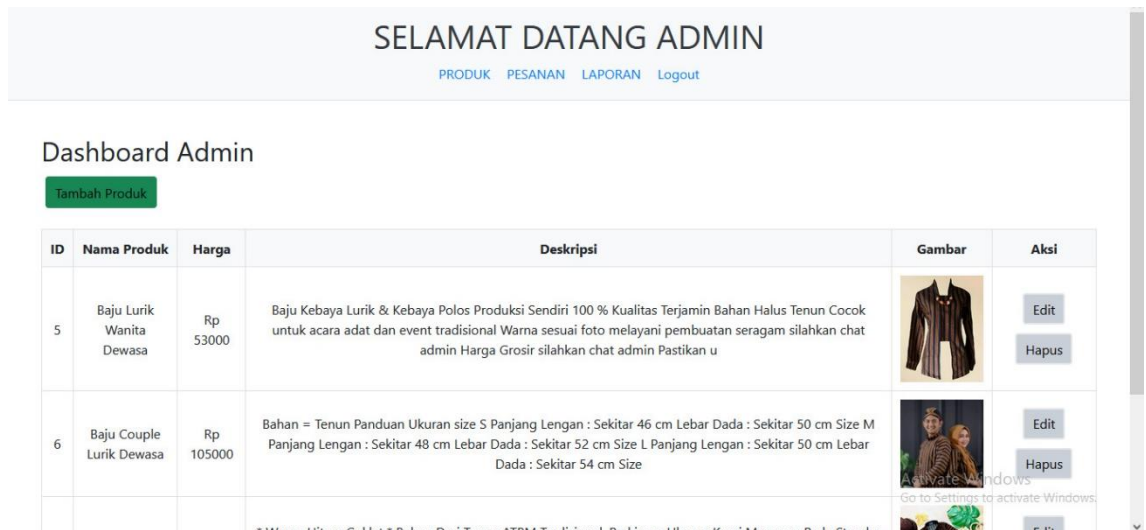 SELAMAT DATANG ADMIN
PRODUK PESANAN LAPORAN Logout
Dashboard Admin
Tambah Produk
ID Nama Produk Harga Deskripsi Gambar Aksi
5
Baju Lurik
Wanita
Dewasa
Rp
53000
Baju Kebaya Lurik & Kebaya Polos Produksi Sendiri 100 % Kualitas Terjamin Bahan Halus Tenun Cocok
untuk acara adat dan event tradisional Warna sesuai foto melayani pembuatan seragam silahkan chat
admin Harga Grosir silahkan chat admin Pastikan u
Edit
Hapus
6
Baju Couple
Lurik Dewasa
Rp
105000
Bahan = Tenun Panduan Ukuran size S Panjang Lengan : Sekitar 46 cm Lebar Dada : Sekitar 50 cm Size M
Panjang Lengan : Sekitar 48 cm Lebar Dada : Sekitar 52 cm Size L Panjang Lengan : Sekitar 50 cm Lebar
Dada : Sekitar 54 cm Size
Edit
Hapus
Activate Windows
Go to Settings to activate Windows.